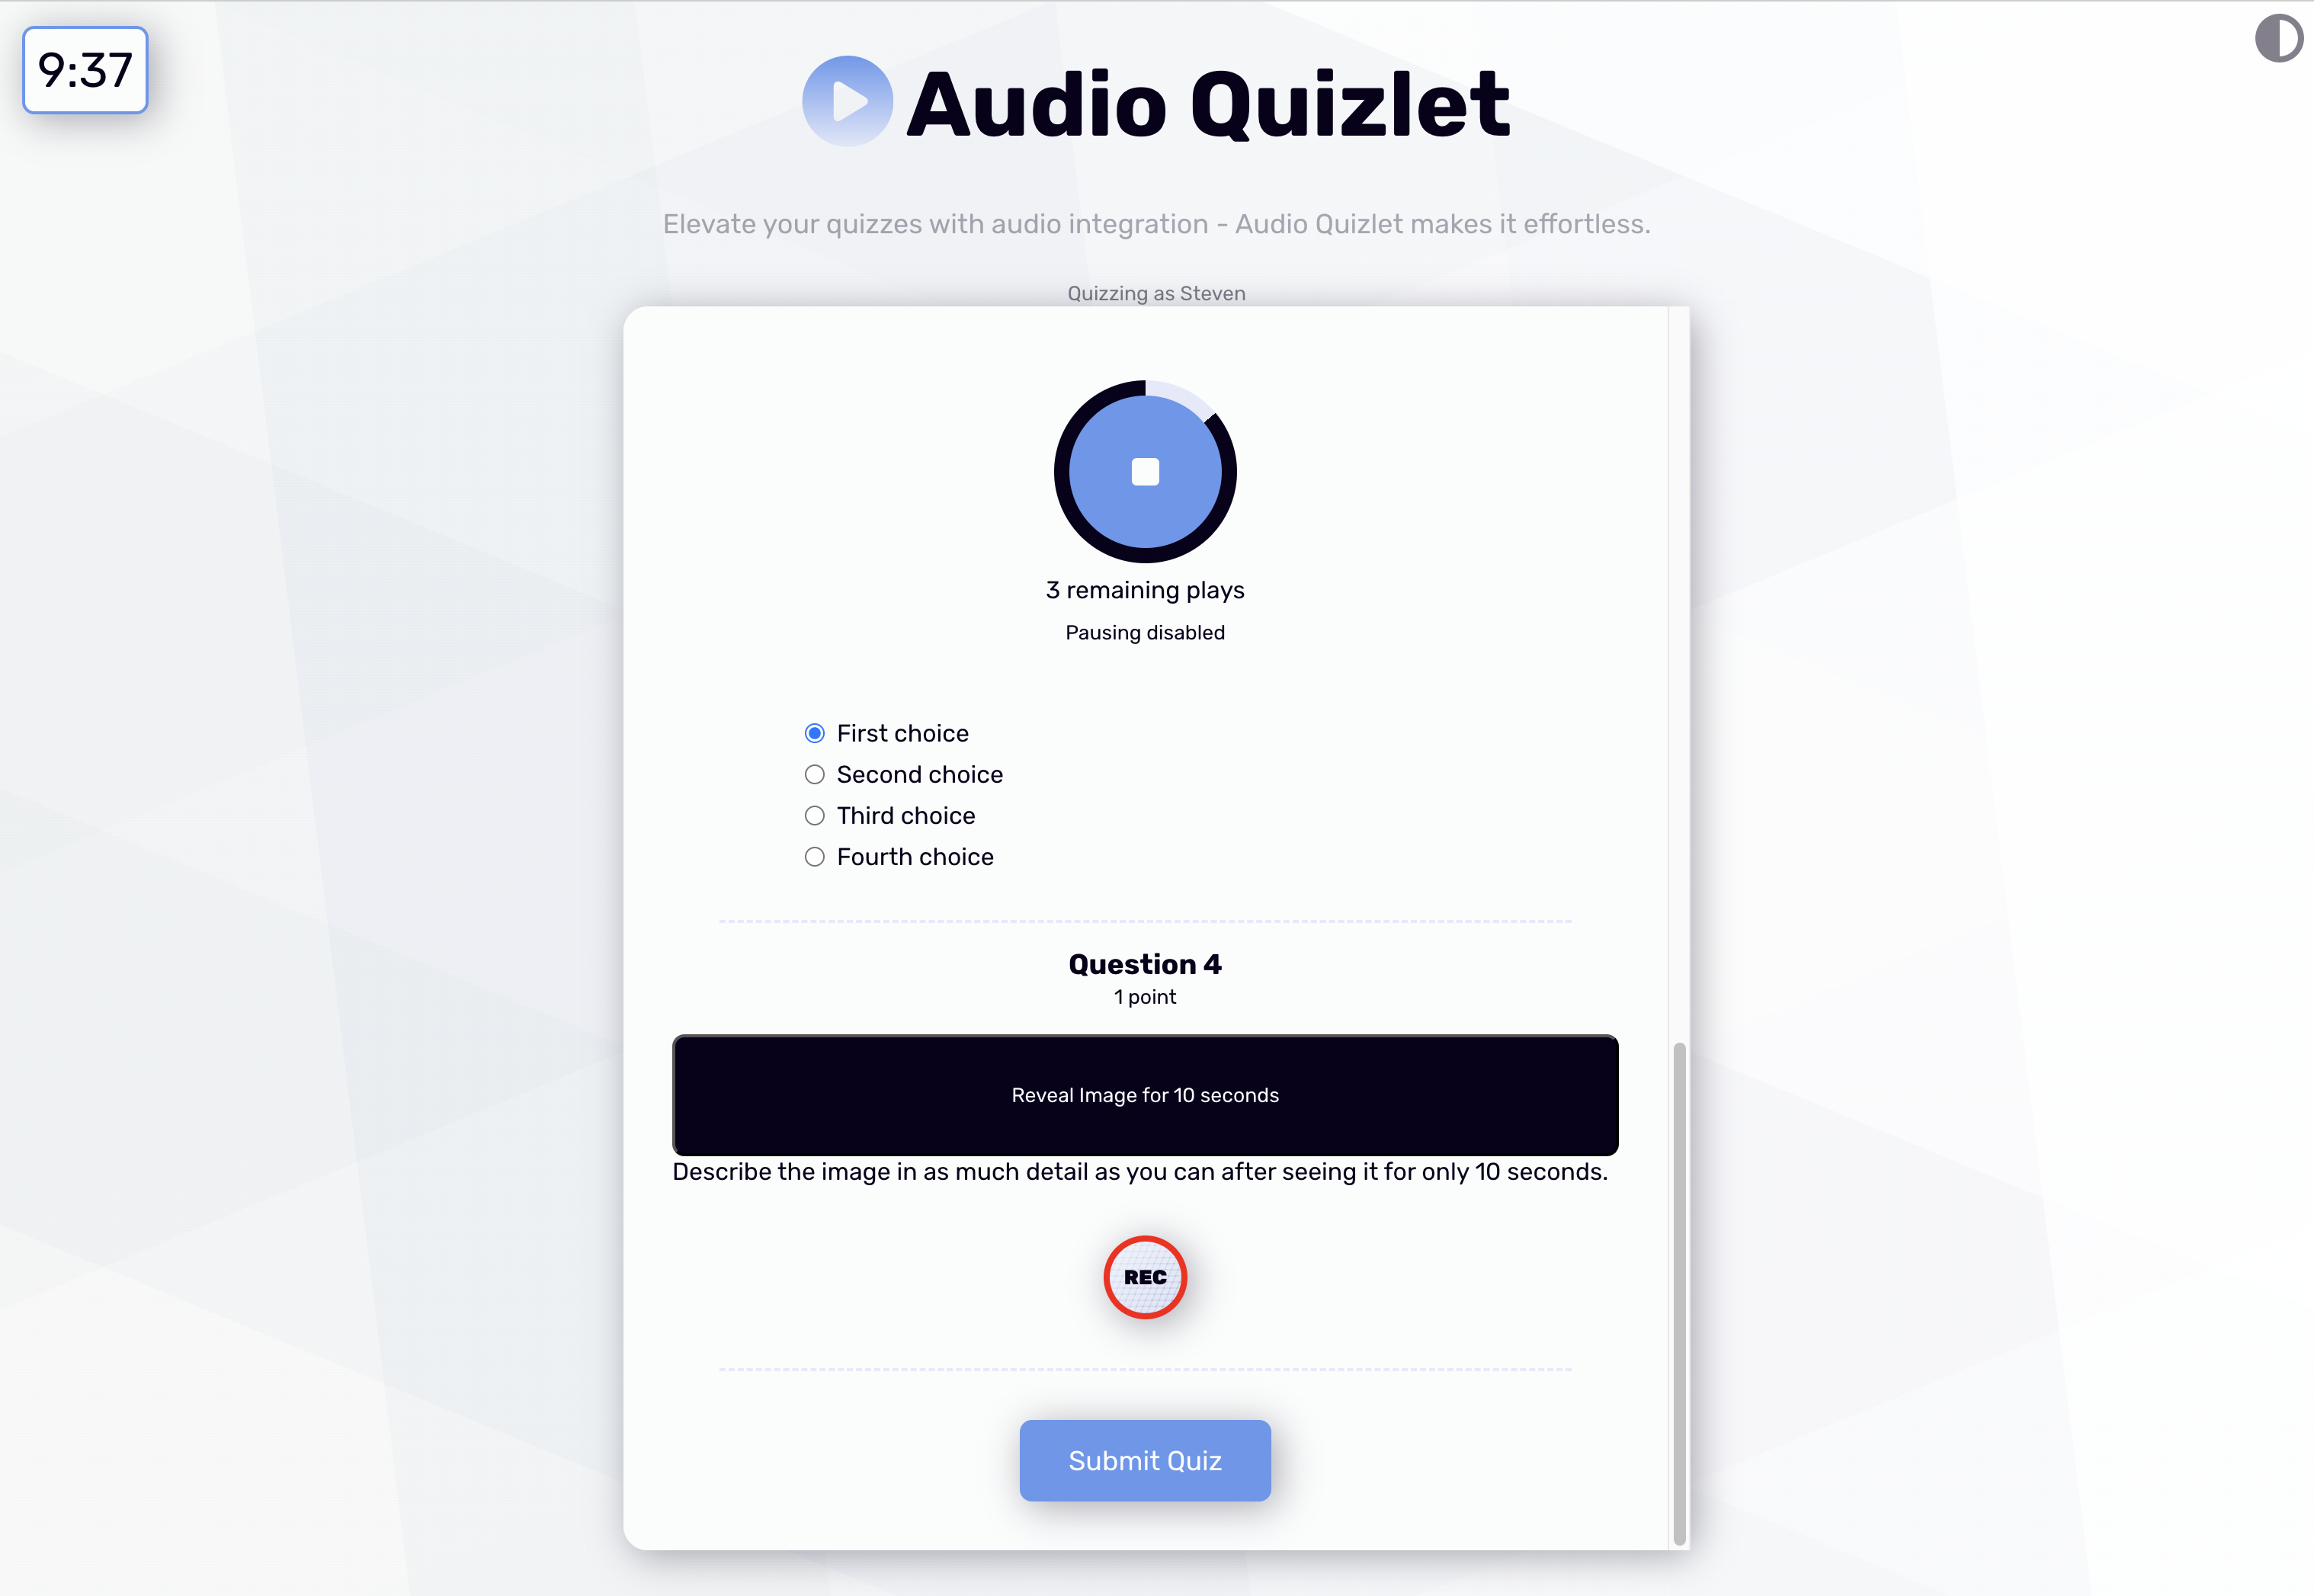 9:37
Audio Quizlet
Elevate your quizzes with audio integration - Audio Quizlet makes it effortless.
Quizzing as Steven
3 remaining plays
Pausing disabled
First choice
Second choice
Third choice
Fourth choice
Question 4
1 point
Reveal Image for 10 seconds
Describe the image in as much detail as you can after seeing it for only 10 seconds.
REC
Submit Quiz